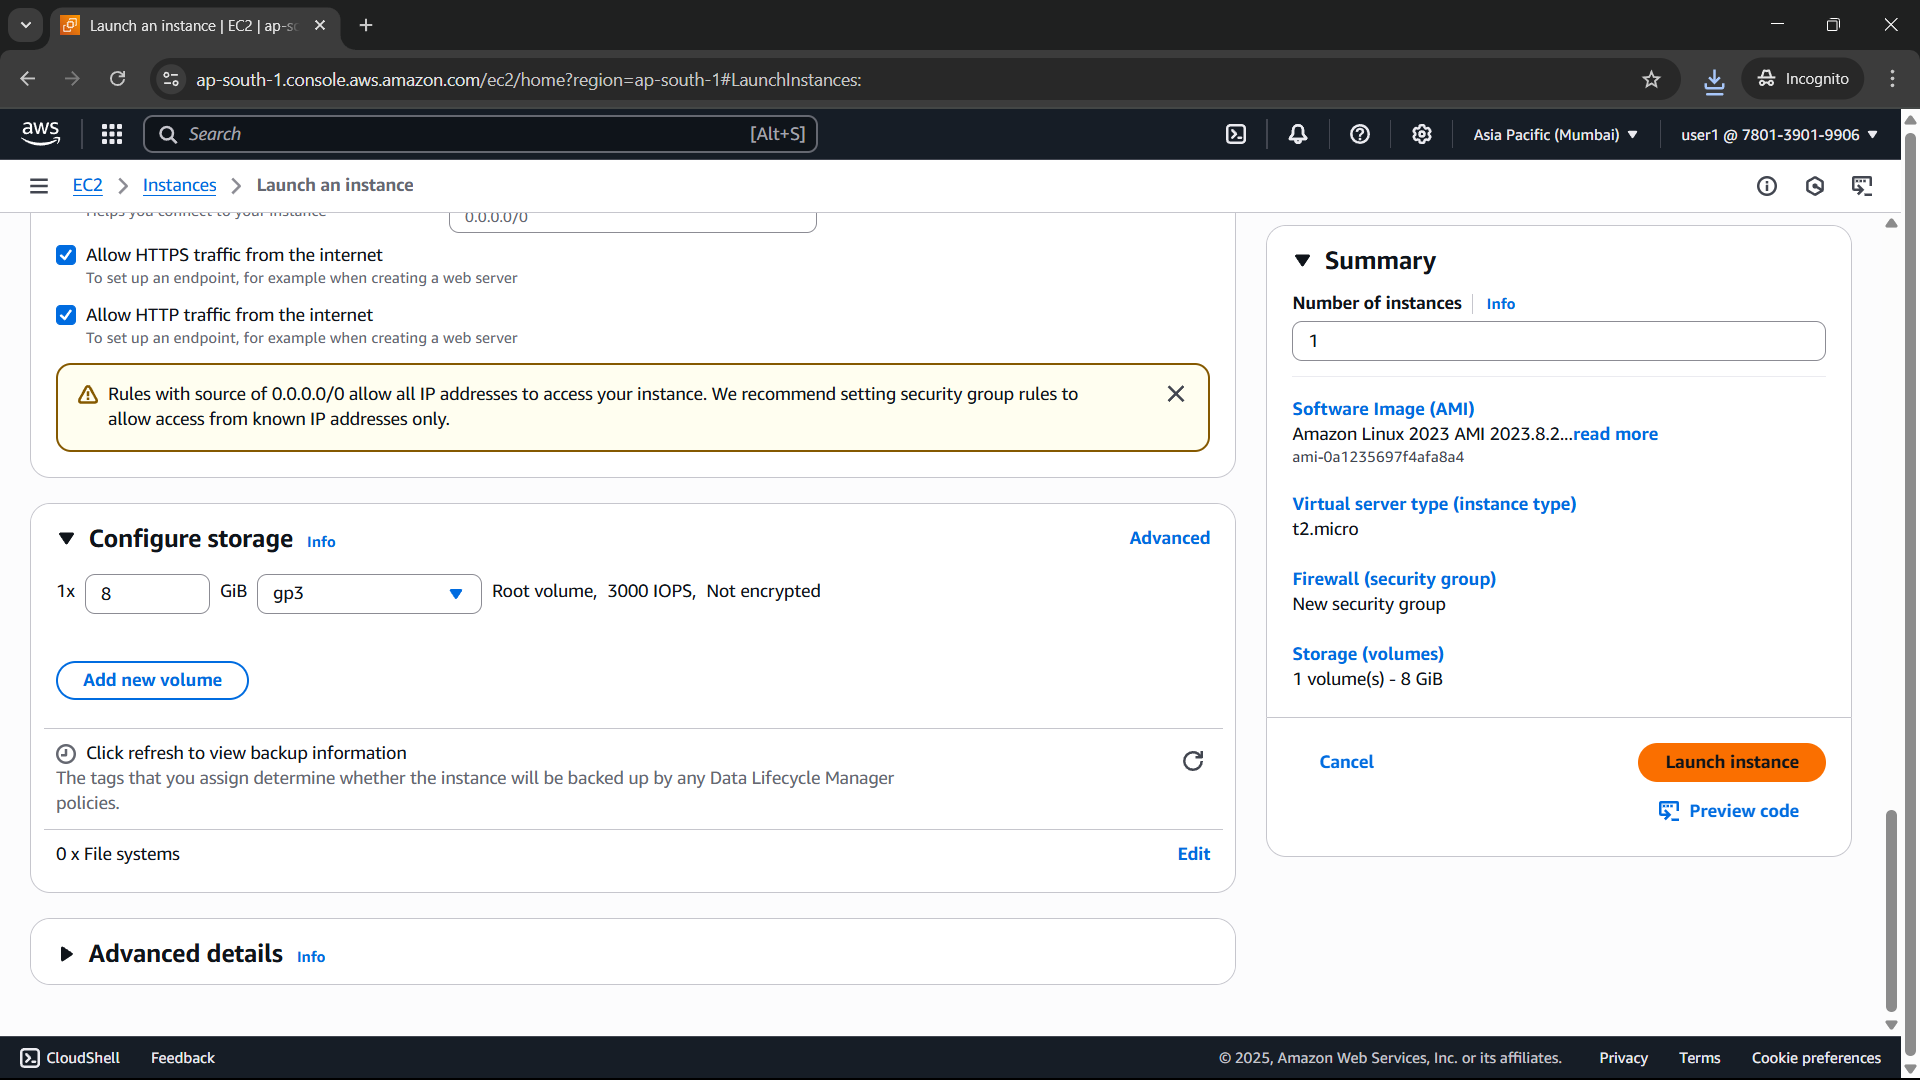 Launch an instance | EC2 | ap-sc
ap-south-1.console.aws.amazon.com/ec2/home?region=ap-south-1#LaunchInstances:
Incognito
aws
Search
[Alt+S]
Asia Pacific (Mumbai)
user1 @ 7801-3901-9906
EC2
Instances
Launch an instance
Helps you connect to your instance
0.0.0.0/0
Allow HTTPS traffic from the internet
To set up an endpoint, for example when creating a web server
Allow HTTP traffic from the internet
To set up an endpoint, for example when creating a web server
Rules with source of 0.0.0.0/0 allow all IP addresses to access your instance. We recommend setting security group rules to
allow access from known IP addresses only.
Configure storage Info
Advanced
1x 8 GiB gp3 Root volume, 3000 IOPS, Not encrypted
Add new volume
Click refresh to view backup information
The tags that you assign determine whether the instance will be backed up by any Data Lifecycle Manager
policies.
0 x File systems
Edit
Advanced details Info
Summary
Number of instances Info
1
Software Image (AMI)
Amazon Linux 2023 AMI 2023.8.2...read more
ami-0a1235697f4afa8a4
Virtual server type (instance type)
t2.micro
Firewall (security group)
New security group
Storage (volumes)
1 volume(s) - 8 GiB
Cancel
Launch instance
Preview code
CloudShell
Feedback
© 2025, Amazon Web Services, Inc. or its affiliates.
Privacy
Terms
Cookie preferences